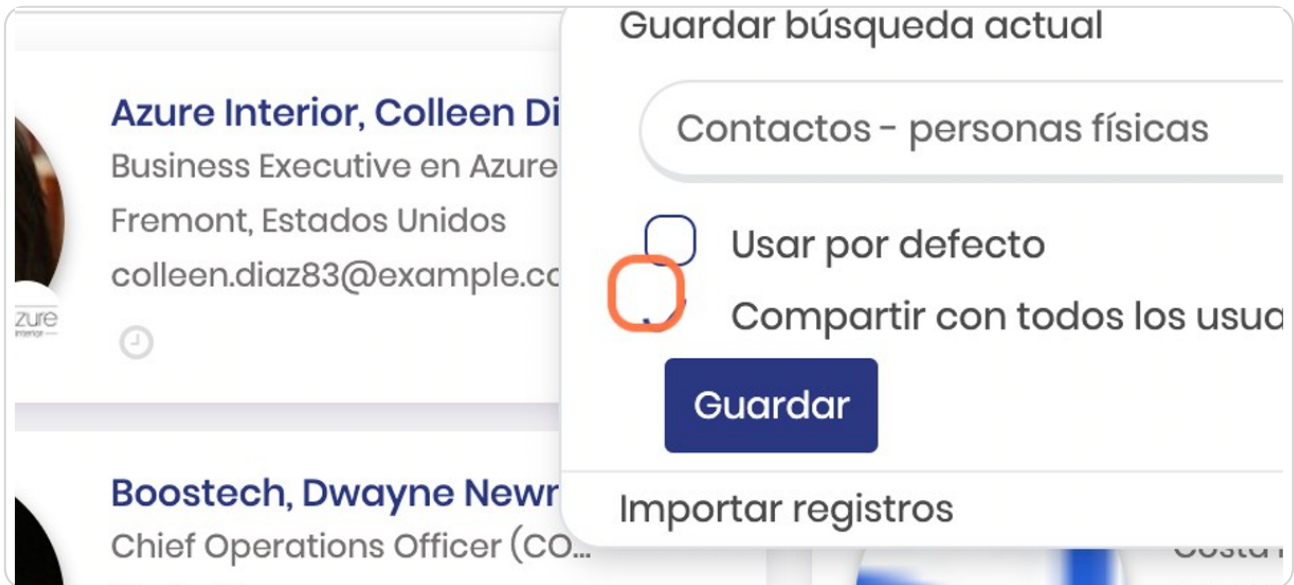 Guardar búsqueda actual
Contactos - personas físicas
Usar por defecto
Compartir con todos los usua
Guardar
Importar registros
Azure Interior, Colleen Di
Business Executive en Azure
Fremont, Estados Unidos
colleen.diaz83@example.co
zure
Interior
Boostech, Dwayne Newr
Chief Operations Officer (CO...